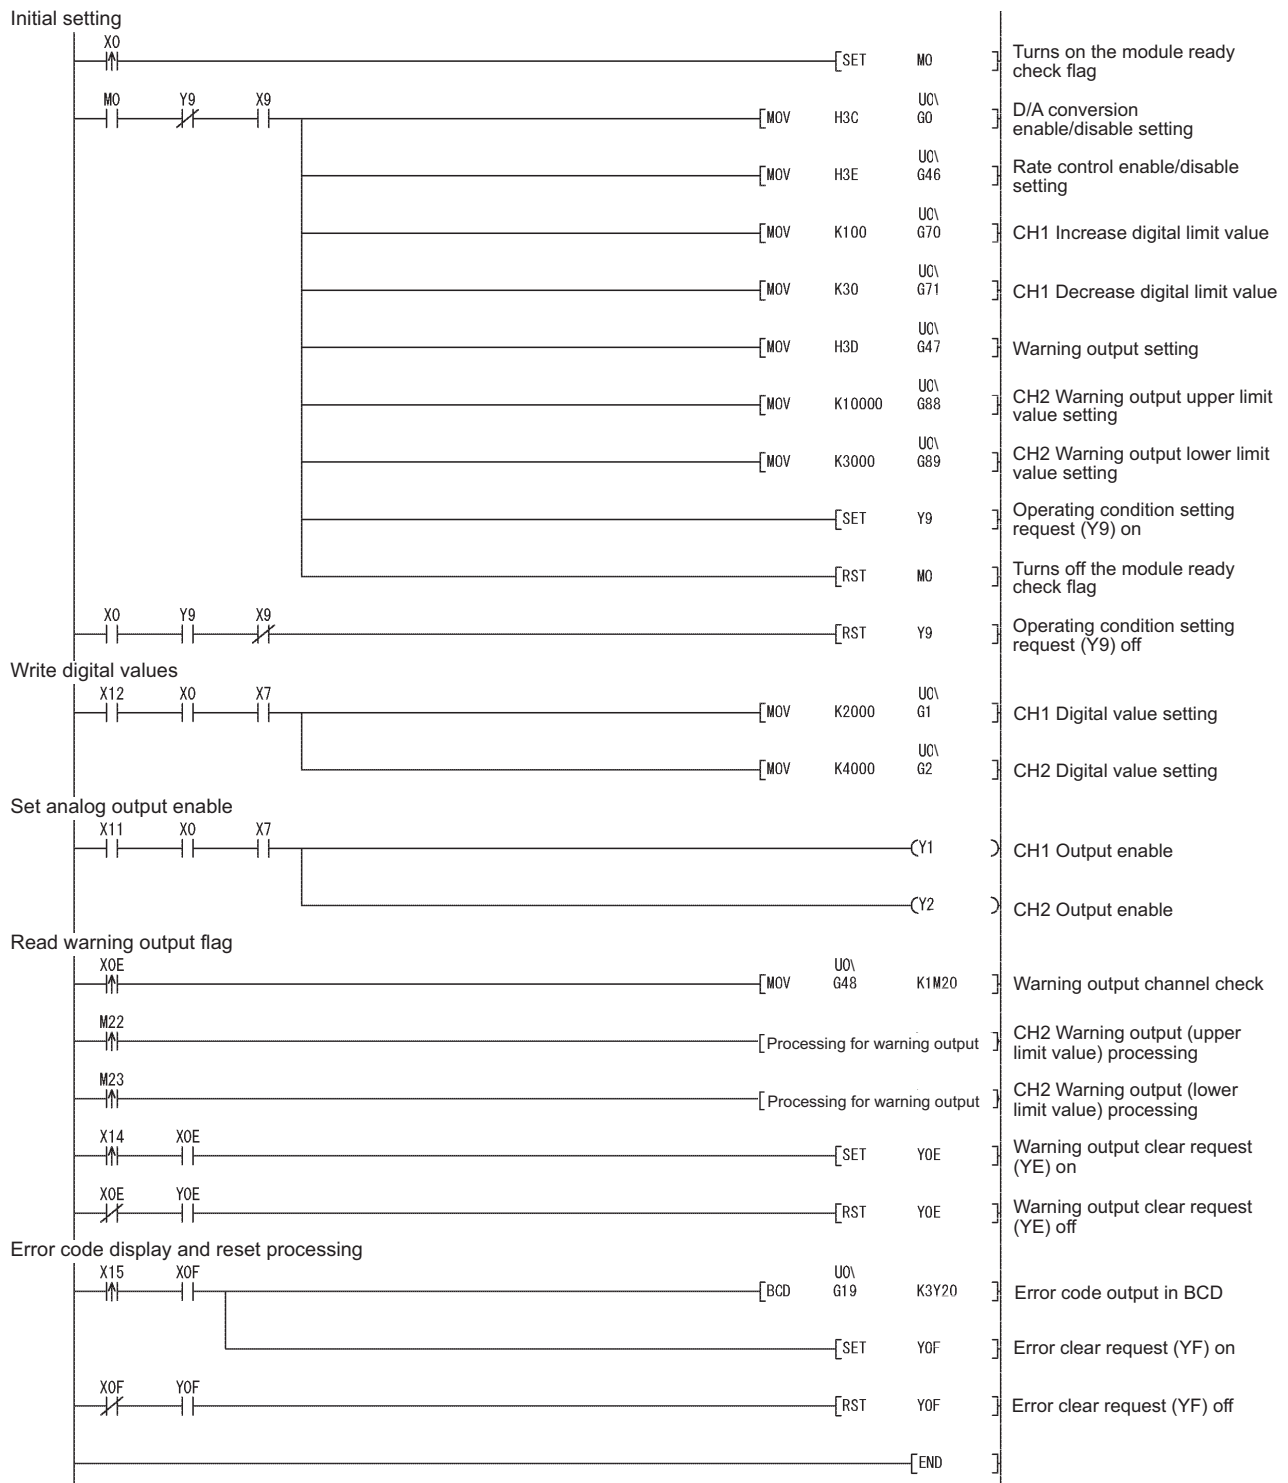 Initial setting
X0
SET M0
Turns on the module ready
check flag
M0 Y9 X9
U0\
MOV H3C G0
D/A conversion
enable/disable setting
U0\
MOV H3E G46
Rate control enable/disable
setting
U0\
MOV K100 G70
CH1 Increase digital limit value
U0\
MOV K30 G71
CH1 Decrease digital limit value
U0\
MOV H3D G47
Warning output setting
U0\
MOV K10000 G88
CH2 Warning output upper limit
value setting
U0\
MOV K3000 G89
CH2 Warning output lower limit
value setting
SET Y9
Operating condition setting
request (Y9) on
RST M0
Turns off the module ready
check flag
X0 Y9 X9
RST Y9
Operating condition setting
request (Y9) off
Write digital values
X12 X0 X7
U0\
MOV K2000 G1
CH1 Digital value setting
U0\
MOV K4000 G2
CH2 Digital value setting
Set analog output enable
X11 X0 X7
Y1
CH1 Output enable
Y2
CH2 Output enable
Read warning output flag
X0E
U0\
MOV G48 K1M20
Warning output channel check
M22
Processing for warning output
CH2 Warning output (upper
limit value) processing
M23
Processing for warning output
CH2 Warning output (lower
limit value) processing
X14 X0E
SET Y0E
Warning output clear request
(YE) on
X0E Y0E
RST Y0E
Warning output clear request
(YE) off
Error code display and reset processing
X15 X0F
U0\
BCD G19 K3Y20
Error code output in BCD
SET Y0F
Error clear request (YF) on
X0F Y0F
RST Y0F
Error clear request (YF) off
END